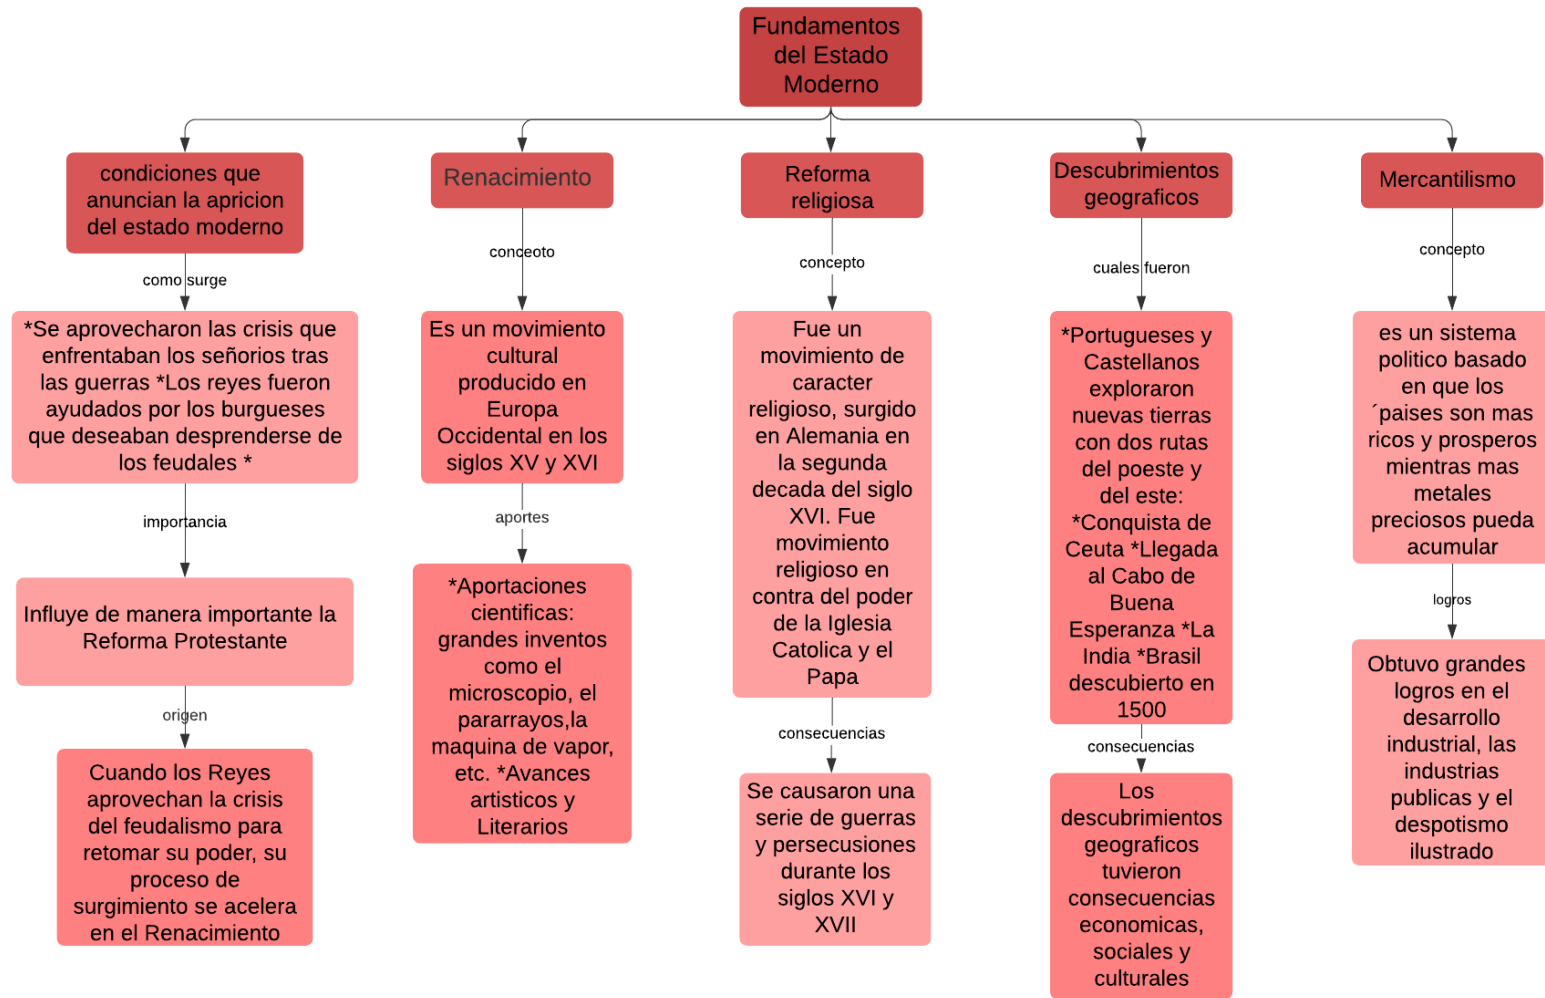 Fundamentos
del Estado
Moderno
condiciones que
anuncian la apricion
del estado moderno
como surge
*Se aprovecharon las crisis que
enfrentaban los señorios tras
las guerras *Los reyes fueron
ayudados por los burgueses
que deseaban desprenderse de
los feudales *
importancia
Influye de manera importante la
Reforma Protestante
origen
Cuando los Reyes
aprovechan la crisis
del feudalismo para
retomar su poder, su
proceso de
surgimiento se acelera
en el Renacimiento
Renacimiento
conceoto
Es un movimiento
cultural
producido en
Europa
Occidental en los
siglos XV y XVI
aportes
*Aportaciones
cientificas:
grandes inventos
como el
microscopio, el
pararrayos,la
maquina de vapor,
etc. *Avances
artisticos y
Literarios
Reforma
religiosa
concepto
Fue un
movimiento de
caracter
religioso, surgido
en Alemania en
la segunda
decada del siglo
XVI. Fue
movimiento
religioso en
contra del poder
de la Iglesia
Catolica y el
Papa
consecuencias
Se causaron una
serie de guerras
y persecusiones
durante los
siglos XVI y
XVII
Descubrimientos
geograficos
cuales fueron
*Portugueses y
Castellanos
exploraron
nuevas tierras
con dos rutas
del poeste y
del este:
*Conquista de
Ceuta *Llegada
al Cabo de
Buena
Esperanza *La
India *Brasil
descubierto en
1500
consecuencias
Los
descubrimientos
geograficos
tuvieron
consecuencias
economicas,
sociales y
culturales
Mercantilismo
concepto
es un sistema
politico basado
en que los
´paises son mas
ricos y prosperos
mientras mas
metales
preciosos pueda
acumular
logros
Obtuvo grandes
logros en el
desarrollo
industrial, las
industrias
publicas y el
despotismo
ilustrado